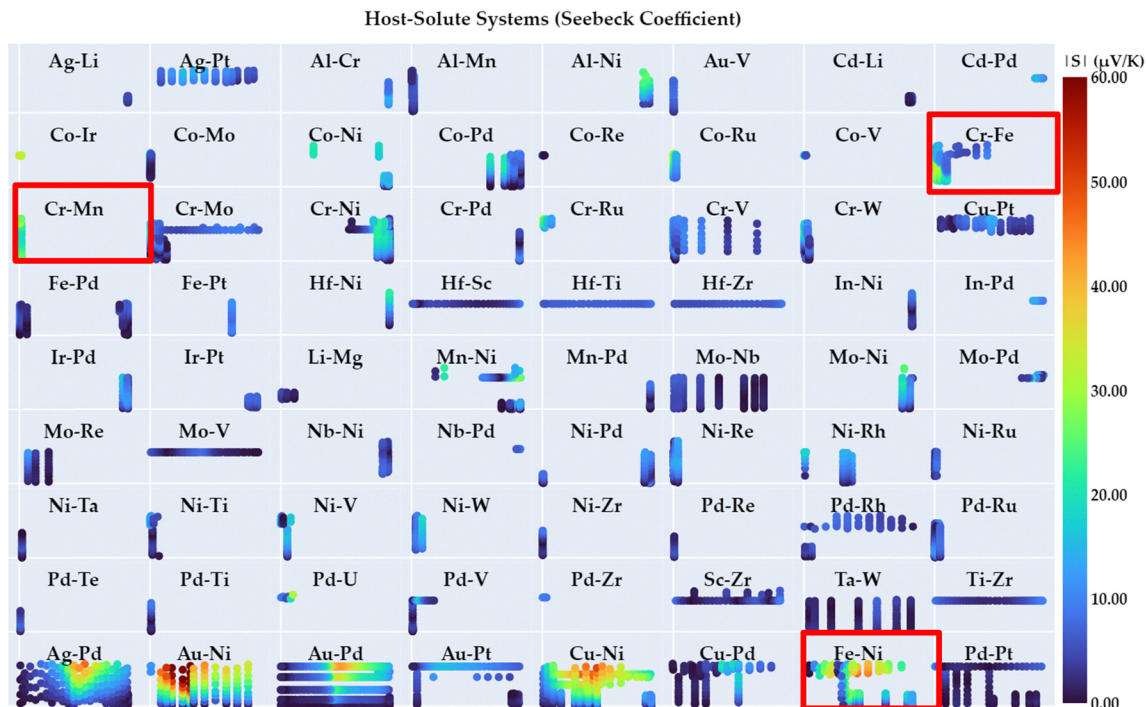 Host-Solute Systems (Seebeck Coefficient)
|S| (μV/K)
Ag-Li Ag-Pt Al-Cr Al-Mn Al-Ni Au-V Cd-Li Cd-Pd
60.00
Co-Ir Co-Mo Co-Ni Co-Pd Co-Re Co-Ru Co-V Cr-Fe
50.00
Cr-Mn Cr-Mo Cr-Ni Cr-Pd Cr-Ru Cr-V Cr-W Cu-Pt
40.00
Fe-Pd Fe-Pt Hf-Ni Hf-Sc Hf-Ti Hf-Zr In-Ni In-Pd
Ir-Pd Ir-Pt Li-Mg Mn-Ni Mn-Pd Mo-Nb Mo-Ni Mo-Pd
30.00
Mo-Re Mo-V Nb-Ni Nb-Pd Ni-Pd Ni-Re Ni-Rh Ni-Ru
20.00
Ni-Ta Ni-Ti Ni-V Ni-W Ni-Zr Pd-Re Pd-Rh Pd-Ru
Pd-Te Pd-Ti Pd-U Pd-V Pd-Zr Sc-Zr Ta-W Ti-Zr
10.00
Ag-Pd Au-Ni Au-Pd Au-Pt Cu-Ni Cu-Pd Fe-Ni Pd-Pt
0.00